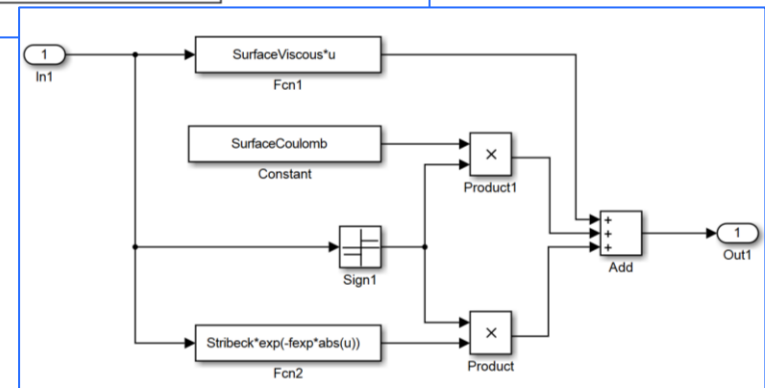 1
In1
SurfaceViscous*u
Fcn1
SurfaceCoulomb
Constant
×
Product1
Sign1
Stribeck*exp(-fexp*abs(u))
Fcn2
×
Product
+
+
+
Add
1
Out1